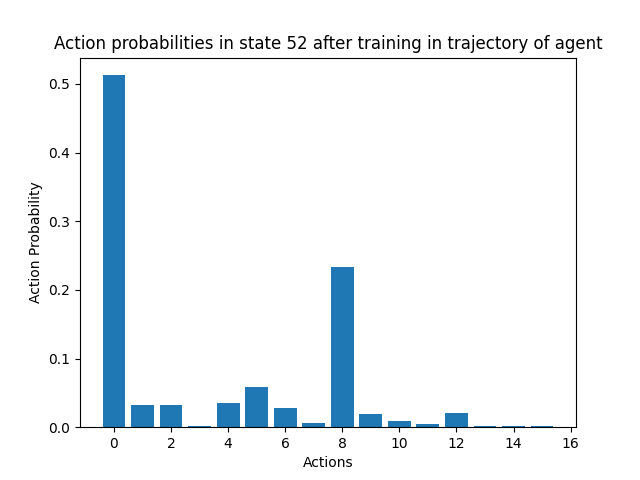 Action probabilities in state 52 after training in trajectory of agent
0.5
0.4
0.3
0.2
0.1
0.0
Action Probability
0 2 4 6 8 10 12 14 16
Actions